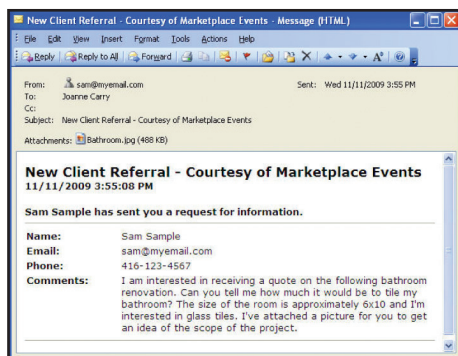 New Client Referral - Courtesy of Marketplace Events - Message (HTML)
File Edit View Insert Format Tools Actions Help
Reply Reply to All Forward
From: sam@myemail.com Sent: Wed 11/11/2009 3:55 PM
To: Joanne Carry
Cc:
Subject: New Client Referral - Courtesy of Marketplace Events
Attachments: Bathroom.jpg (488 KB)
New Client Referral - Courtesy of Marketplace Events
11/11/2009 3:55:08 PM
Sam Sample has sent you a request for information.
Name: Sam Sample
Email: sam@myemail.com
Phone: 416-123-4567
Comments: I am interested in receiving a quote on the following bathroom
renovation. Can you tell me how much it would be to tile my
bathroom? The size of the room is approximately 6x10 and I'm
interested in glass tiles. I've attached a picture for you to get
an idea of the scope of the project.